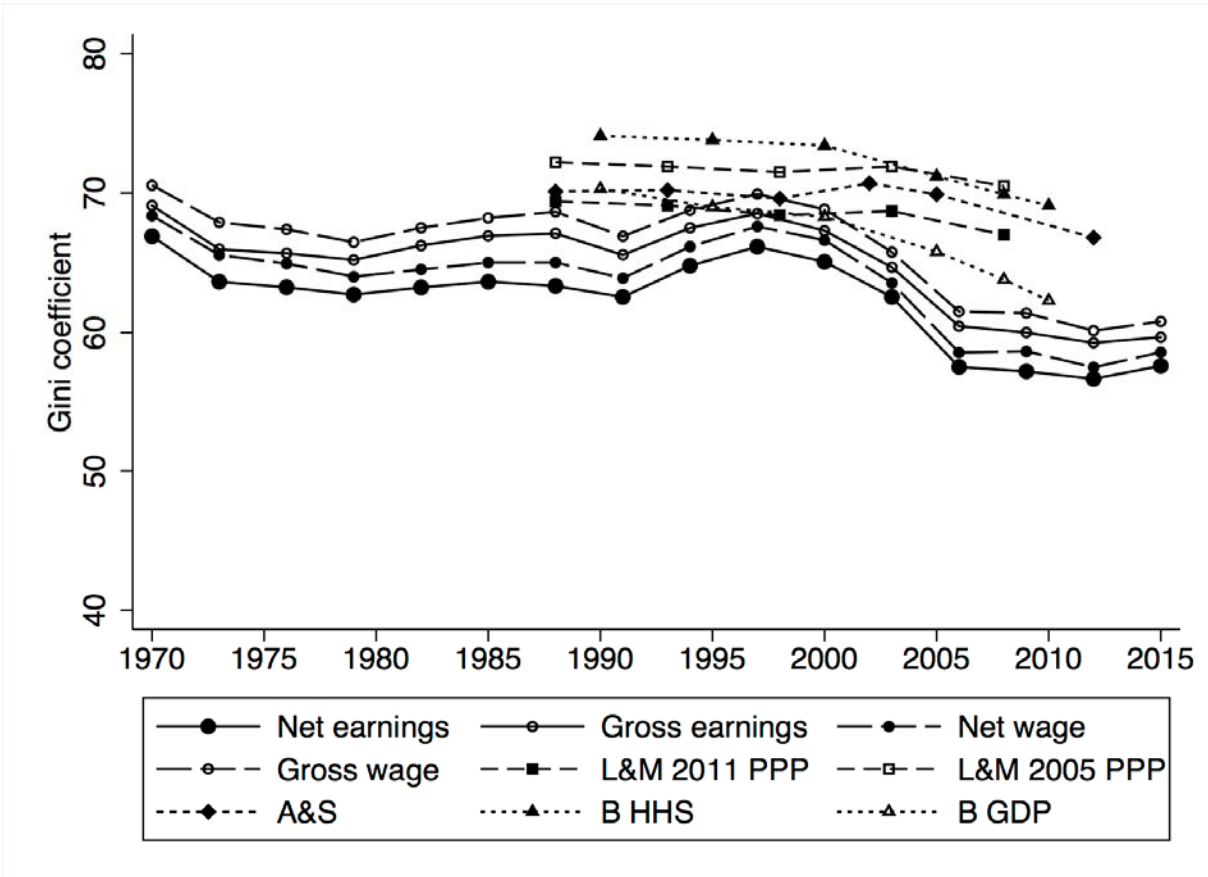 80
70
60
50
40
Gini coefficient
1970 1975 1980 1985 1990 1995 2000 2005 2010 2015
Net earnings Gross earnings Net wage
Gross wage L&M 2011 PPP L&M 2005 PPP
A&S B HHS B GDP